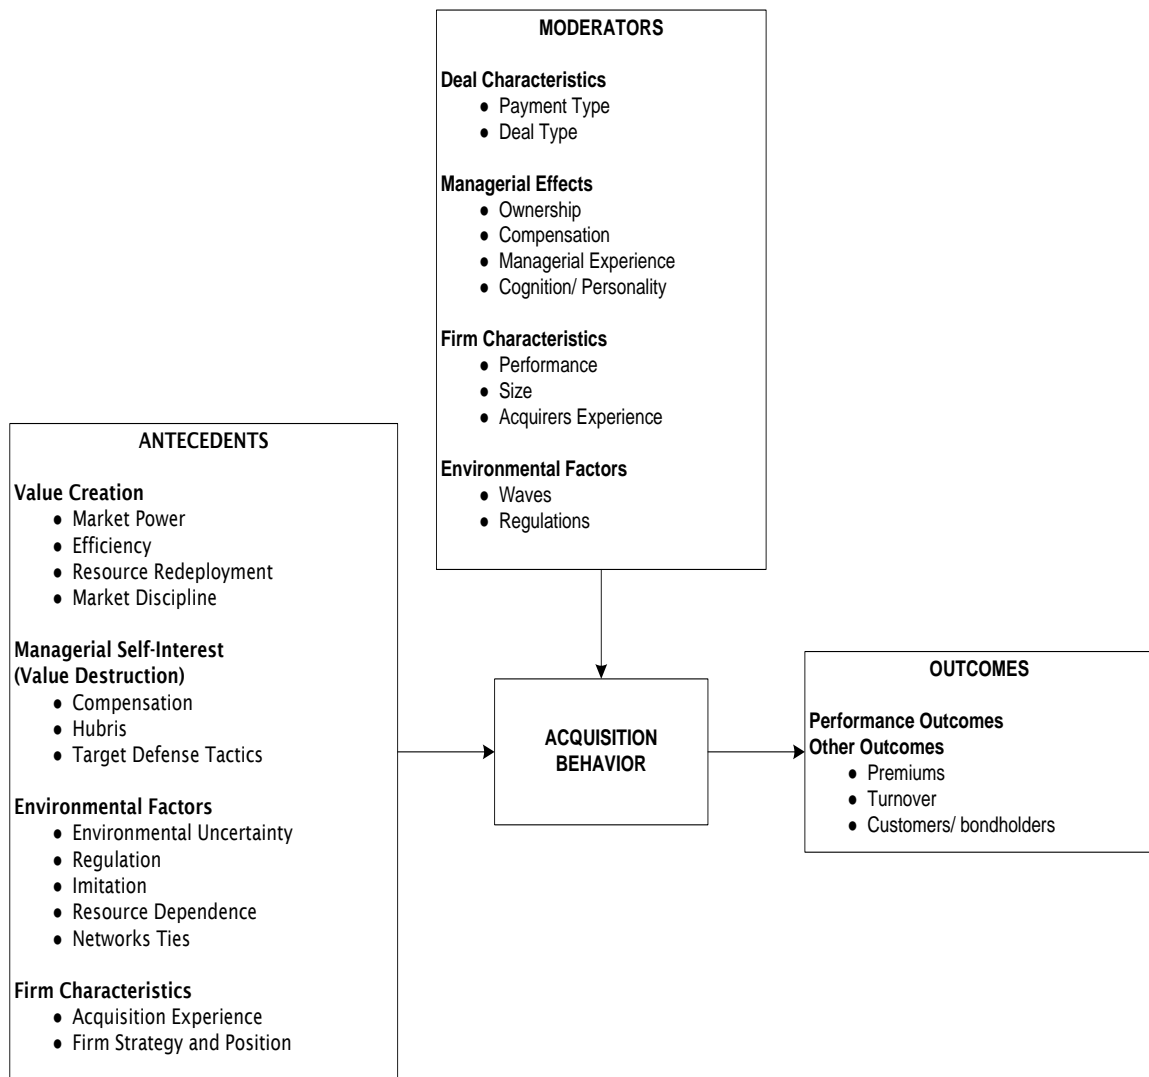 MODERATORS
Deal Characteristics
● Payment Type
● Deal Type
Managerial Effects
● Ownership
● Compensation
● Managerial Experience
● Cognition/ Personality
Firm Characteristics
● Performance
● Size
● Acquirers Experience
Environmental Factors
● Waves
● Regulations
ANTECEDENTS
Value Creation
● Market Power
● Efficiency
● Resource Redeployment
● Market Discipline
Managerial Self-Interest
(Value Destruction)
● Compensation
● Hubris
● Target Defense Tactics
Environmental Factors
● Environmental Uncertainty
● Regulation
● Imitation
● Resource Dependence
● Networks Ties
Firm Characteristics
● Acquisition Experience
● Firm Strategy and Position
ACQUISITION
BEHAVIOR
OUTCOMES
Performance Outcomes
Other Outcomes
● Premiums
● Turnover
● Customers/ bondholders